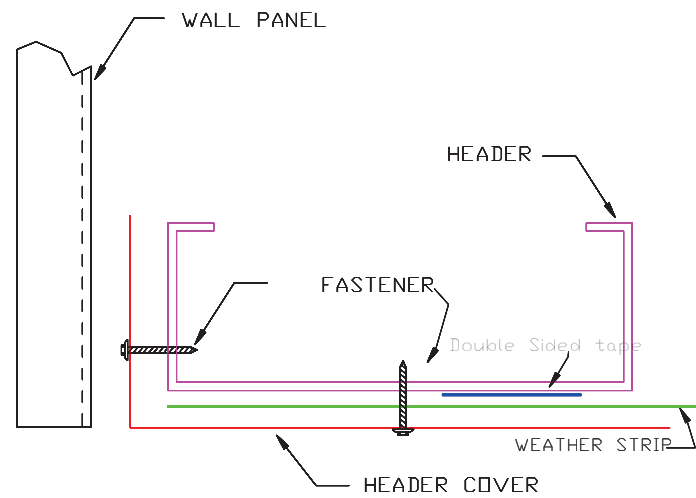 WALL PANEL
HEADER
FASTENER
Double Sided tape
WEATHER STRIP
HEADER COVER